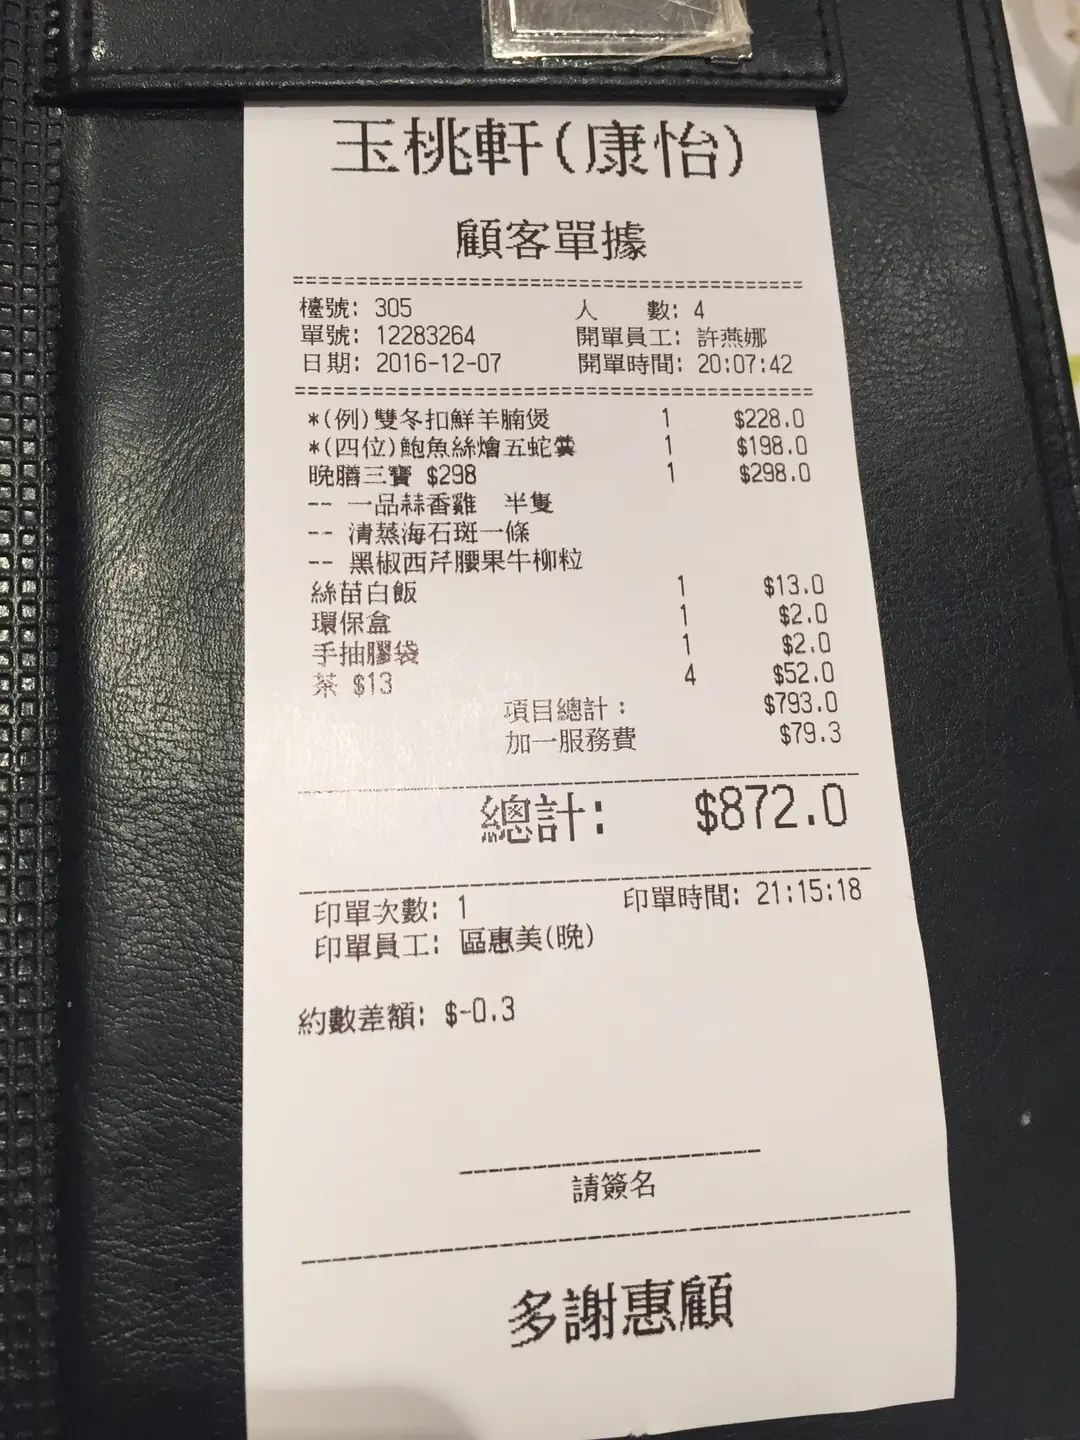 玉桃軒(康怡)
顧客單據
檯號: 305 人 數: 4
單號: 12283264 開單員工: 許燕娜
日期: 2016-12-07 開單時間: 20:07:42
*(例)雙冬扣鮮羊腩煲 1 $228.0
*(四位)鮑魚絲燴五蛇羹 1 $198.0
晚膳三寶 $298 1 $298.0
-- 一品蒜香雞 半隻
-- 清蒸海石斑一條
-- 黑椒西芹腰果牛柳粒
絲苗白飯 1 $13.0
環保盒 1 $2.0
手抽膠袋 1 $2.0
茶 $13 4 $52.0
項目總計: $793.0
加一服務費 $79.3
總計: $872.0
印單次數: 1 印單時間: 21:15:18
印單員工: 區惠美(晚)
約數差額: $-0.3
請簽名
多謝惠顧